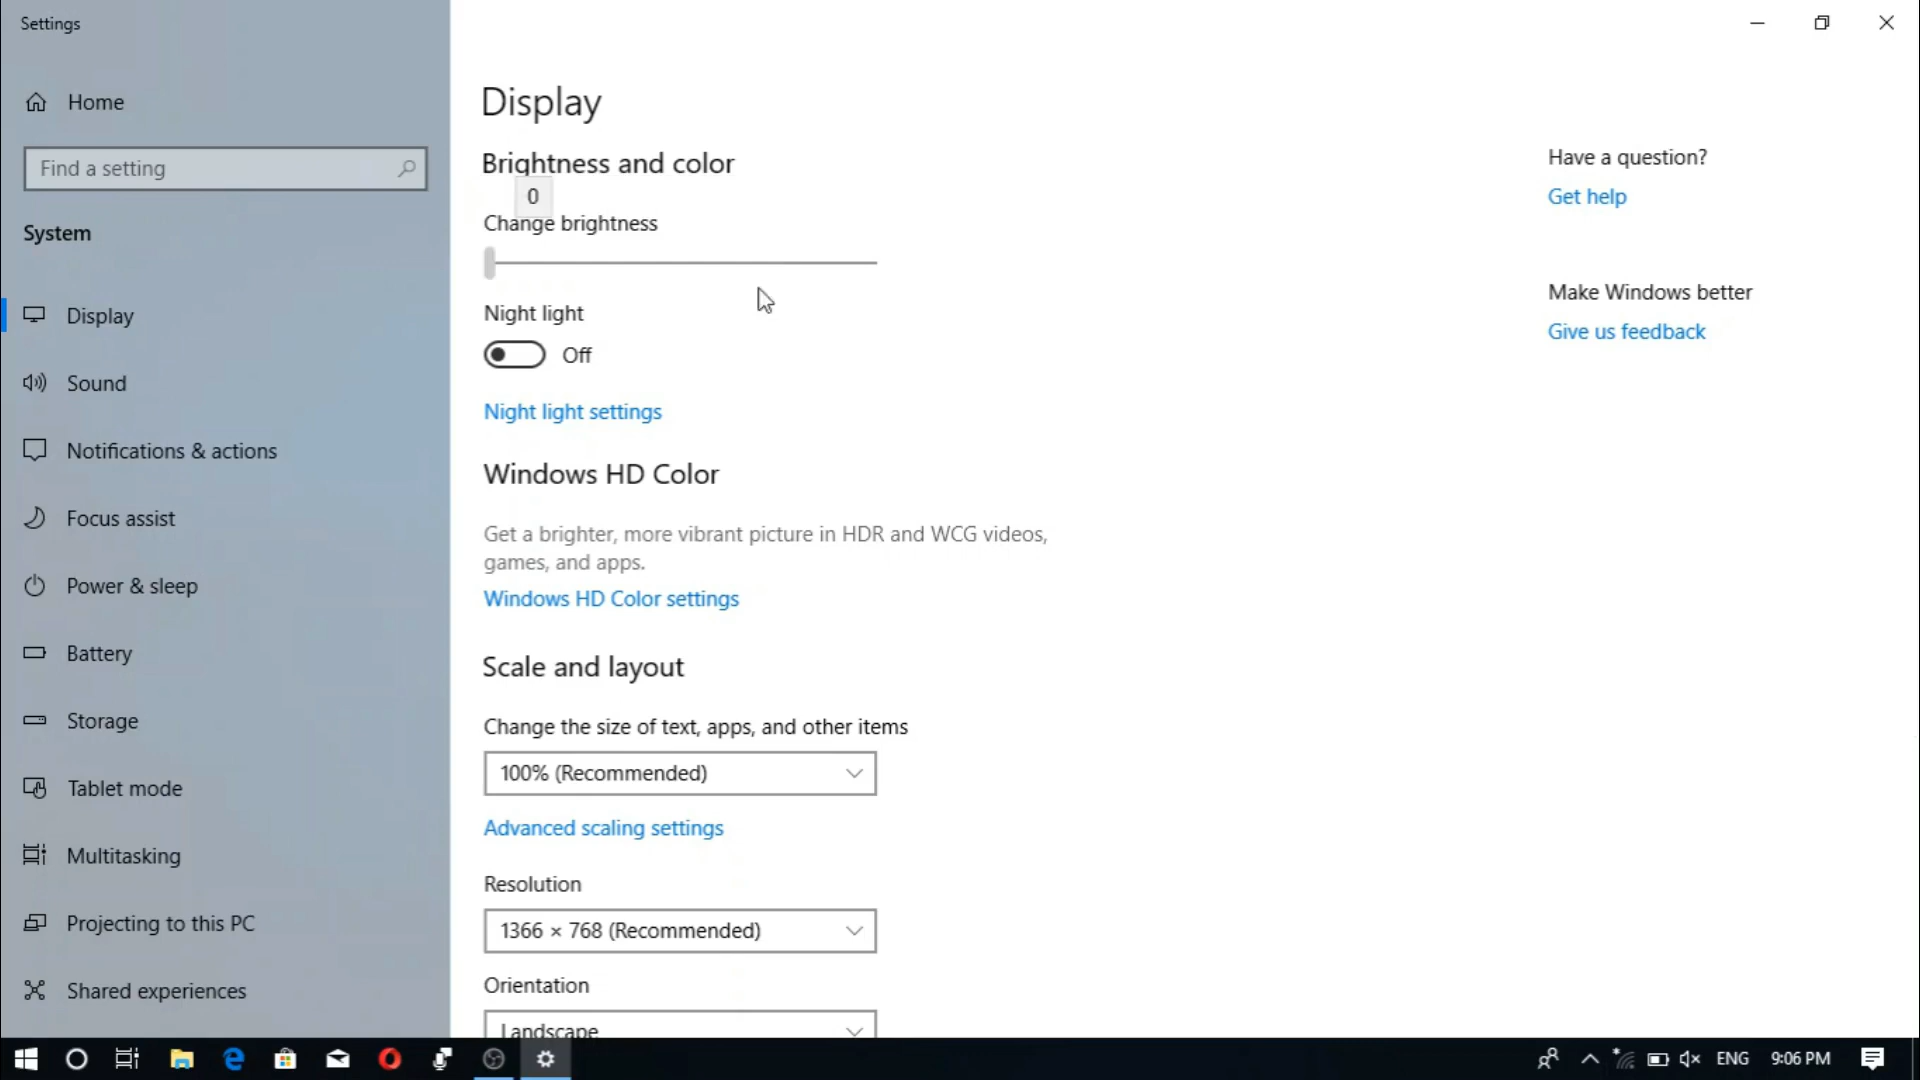 Settings
Home
Find a setting
System
Display
Sound
Notifications & actions
Focus assist
Power & sleep
Battery
Storage
Tablet mode
Multitasking
Projecting to this PC
Shared experiences
Display
Brightness and color
0
Change brightness
Night light
Off
Night light settings
Windows HD Color
Get a brighter, more vibrant picture in HDR and WCG videos,
games, and apps.
Windows HD Color settings
Scale and layout
Change the size of text, apps, and other items
100% (Recommended)
Advanced scaling settings
Resolution
1366 × 768 (Recommended)
Orientation
Landscape
Have a question?
Get help
Make Windows better
Give us feedback
ENG
9:06 PM